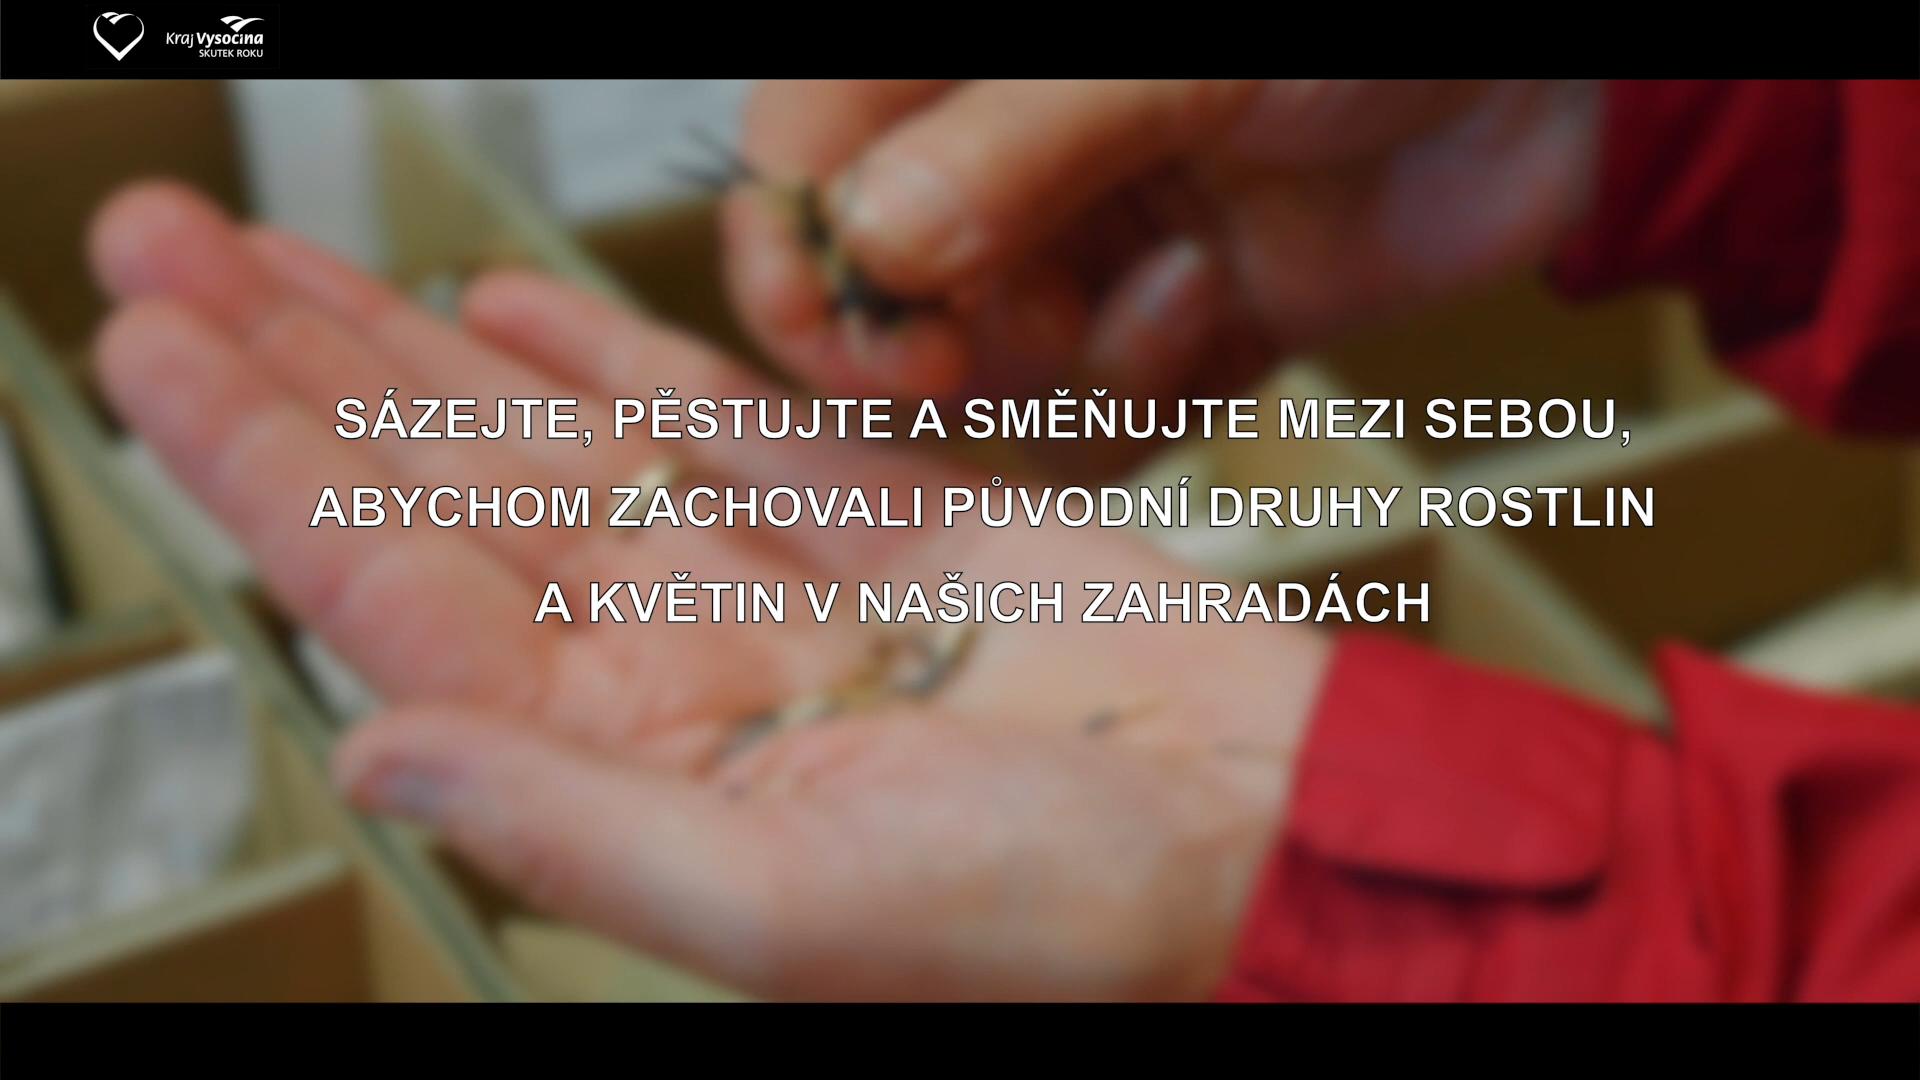 Kraj Vysočina
SKUTEK ROKU
SÁZEJTE, PĚSTUJTE A SMĚŇUJTE MEZI SEBOU,
ABYCHOM ZACHOVALI PŮVODNÍ DRUHY ROSTLIN
A KVĚTIN V NAŠICH ZAHRADÁCH